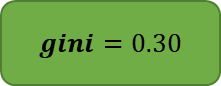 gini = 0.30